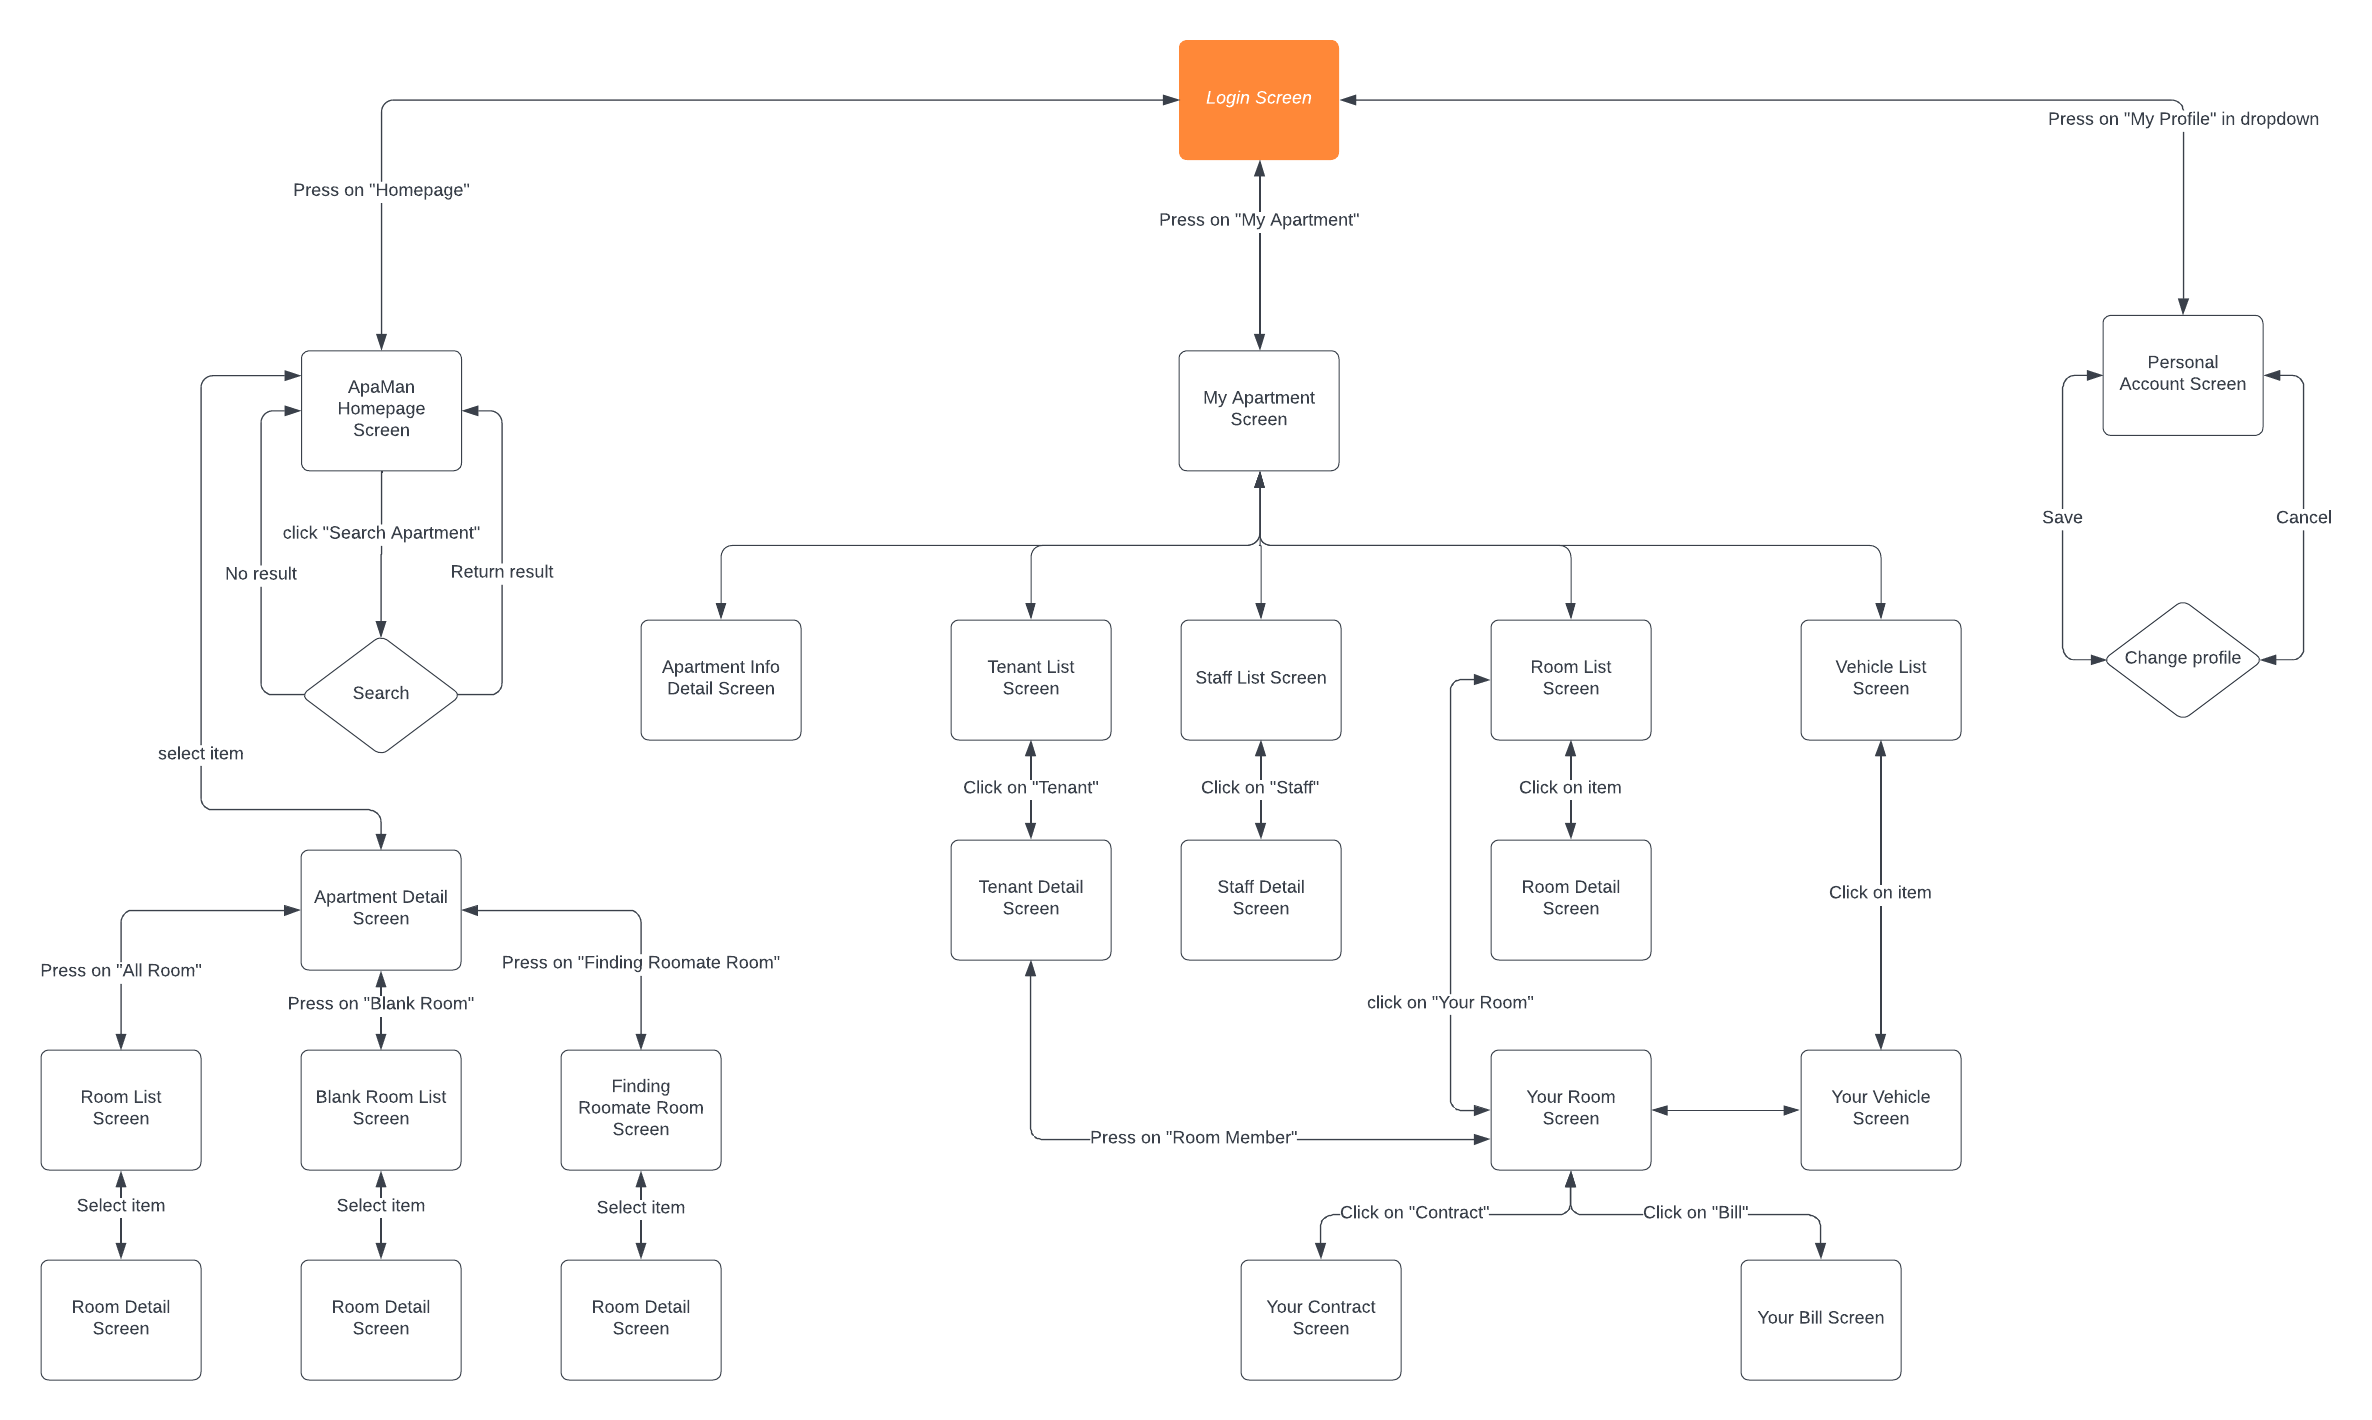 Login Screen
Press on "My Profile" in dropdown
Press on "Homepage"
Press on "My Apartment"
ApaMan
Homepage
Screen
My Apartment
Screen
Personal
Account Screen
click "Search Apartment"
No result
Return result
Save
Cancel
Search
select item
Apartment Info
Detail Screen
Tenant List
Screen
Staff List Screen
Room List
Screen
Vehicle List
Screen
Change profile
Click on "Tenant"
Click on "Staff"
Click on item
Click on item
Apartment Detail
Screen
Tenant Detail
Screen
Staff Detail
Screen
Room Detail
Screen
Press on "All Room"
Press on "Blank Room"
Press on "Finding Roomate Room"
click on "Your Room"
Room List
Screen
Blank Room List
Screen
Finding
Roomate Room
Screen
Your Room
Screen
Your Vehicle
Screen
Press on "Room Member"
Select item
Select item
Select item
Click on "Contract"
Click on "Bill"
Room Detail
Screen
Room Detail
Screen
Room Detail
Screen
Your Contract
Screen
Your Bill Screen